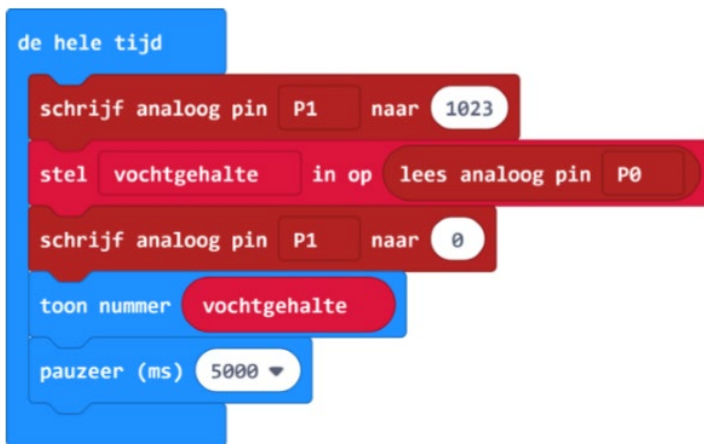 de hele tijd
schrijf analoog pin P1 naar 1023
stel vochtgehalte in op lees analoog pin P0
schrijf analoog pin P1 naar 0
toon nummer vochtgehalte
pauzeer (ms) 5000